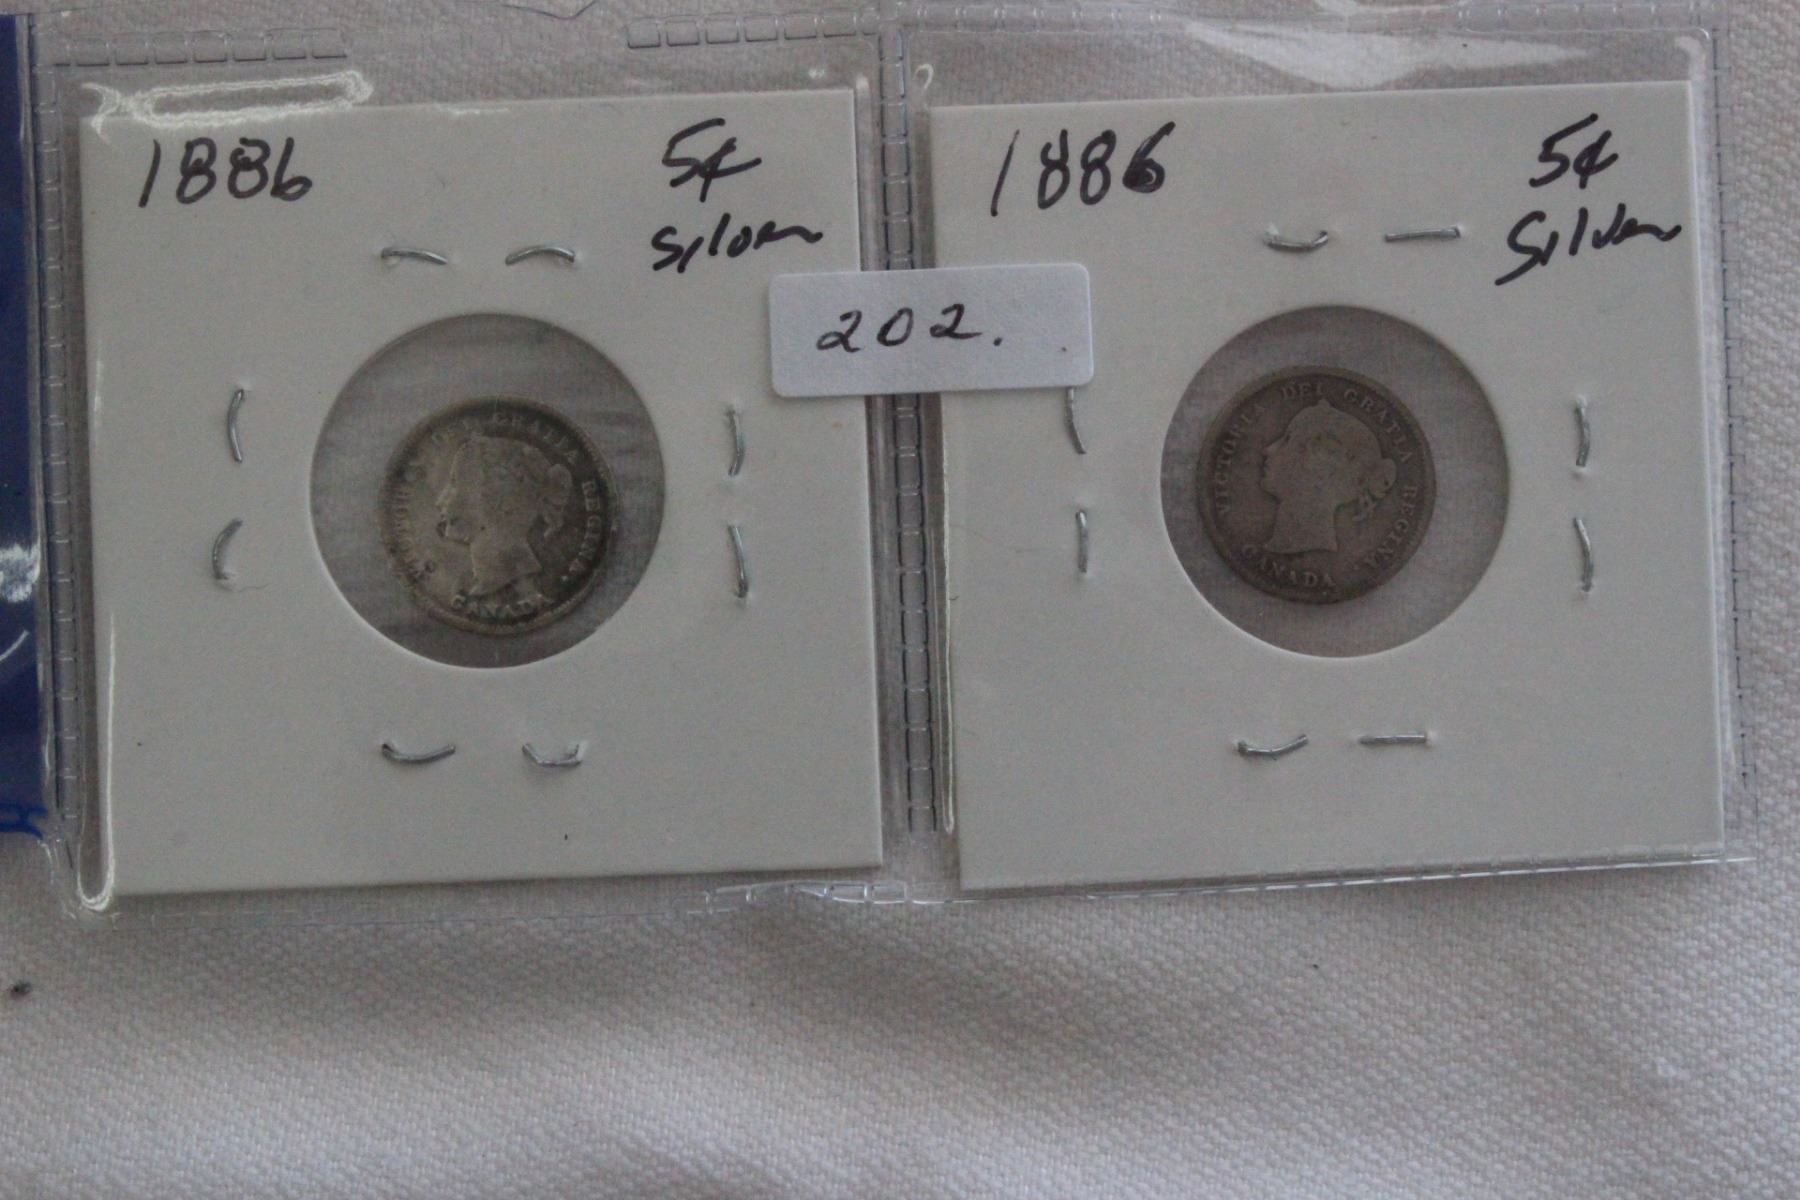 1886 5¢
Silver
1886 5¢
Silver
202.
VICTORIA DEI GRATIA REGINA.
CANADA
VICTORIA DEI GRATIA REGINA.
CANADA